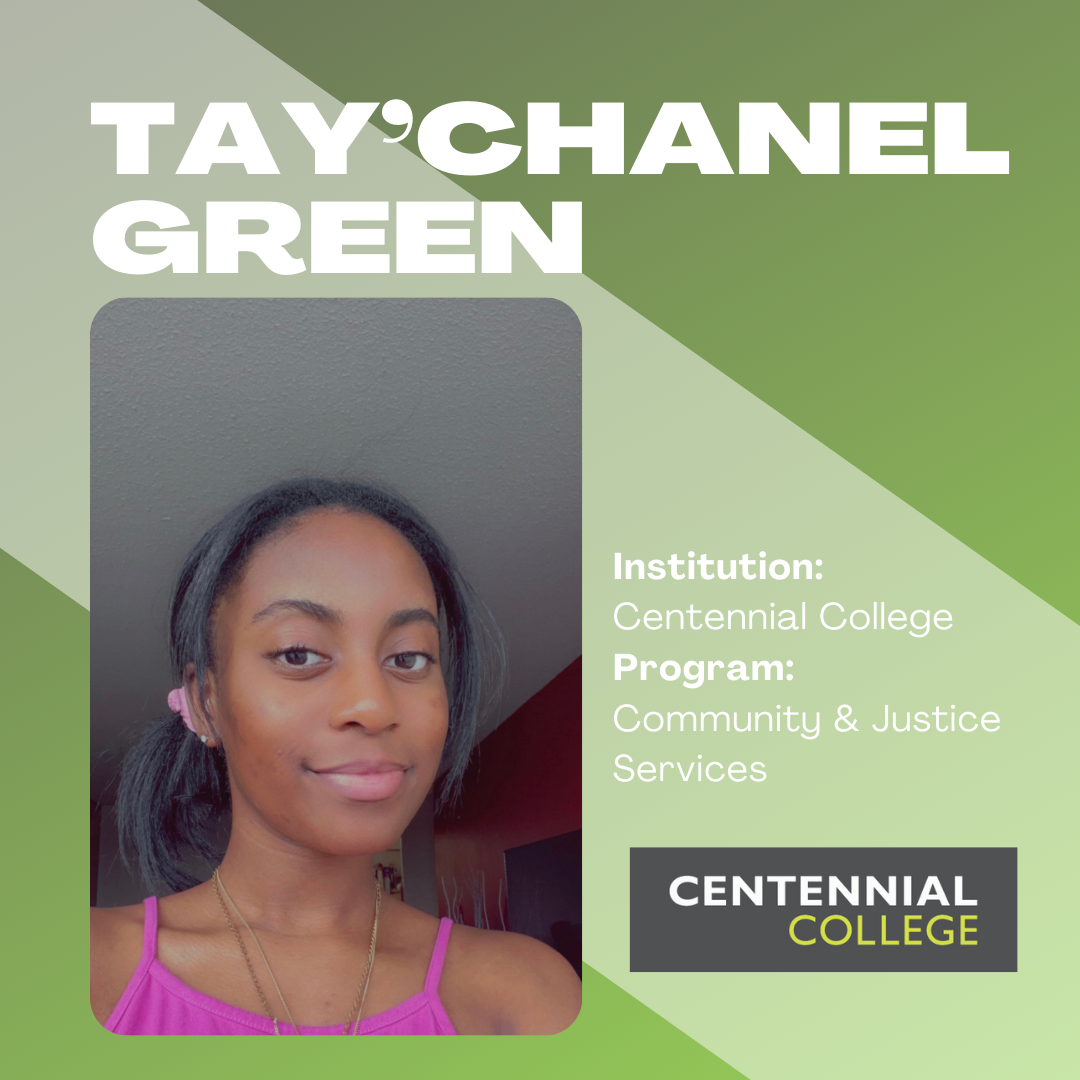 TAY’CHANEL
GREEN
Institution:
Centennial College
Program:
Community & Justice
Services
CENTENNIAL
COLLEGE